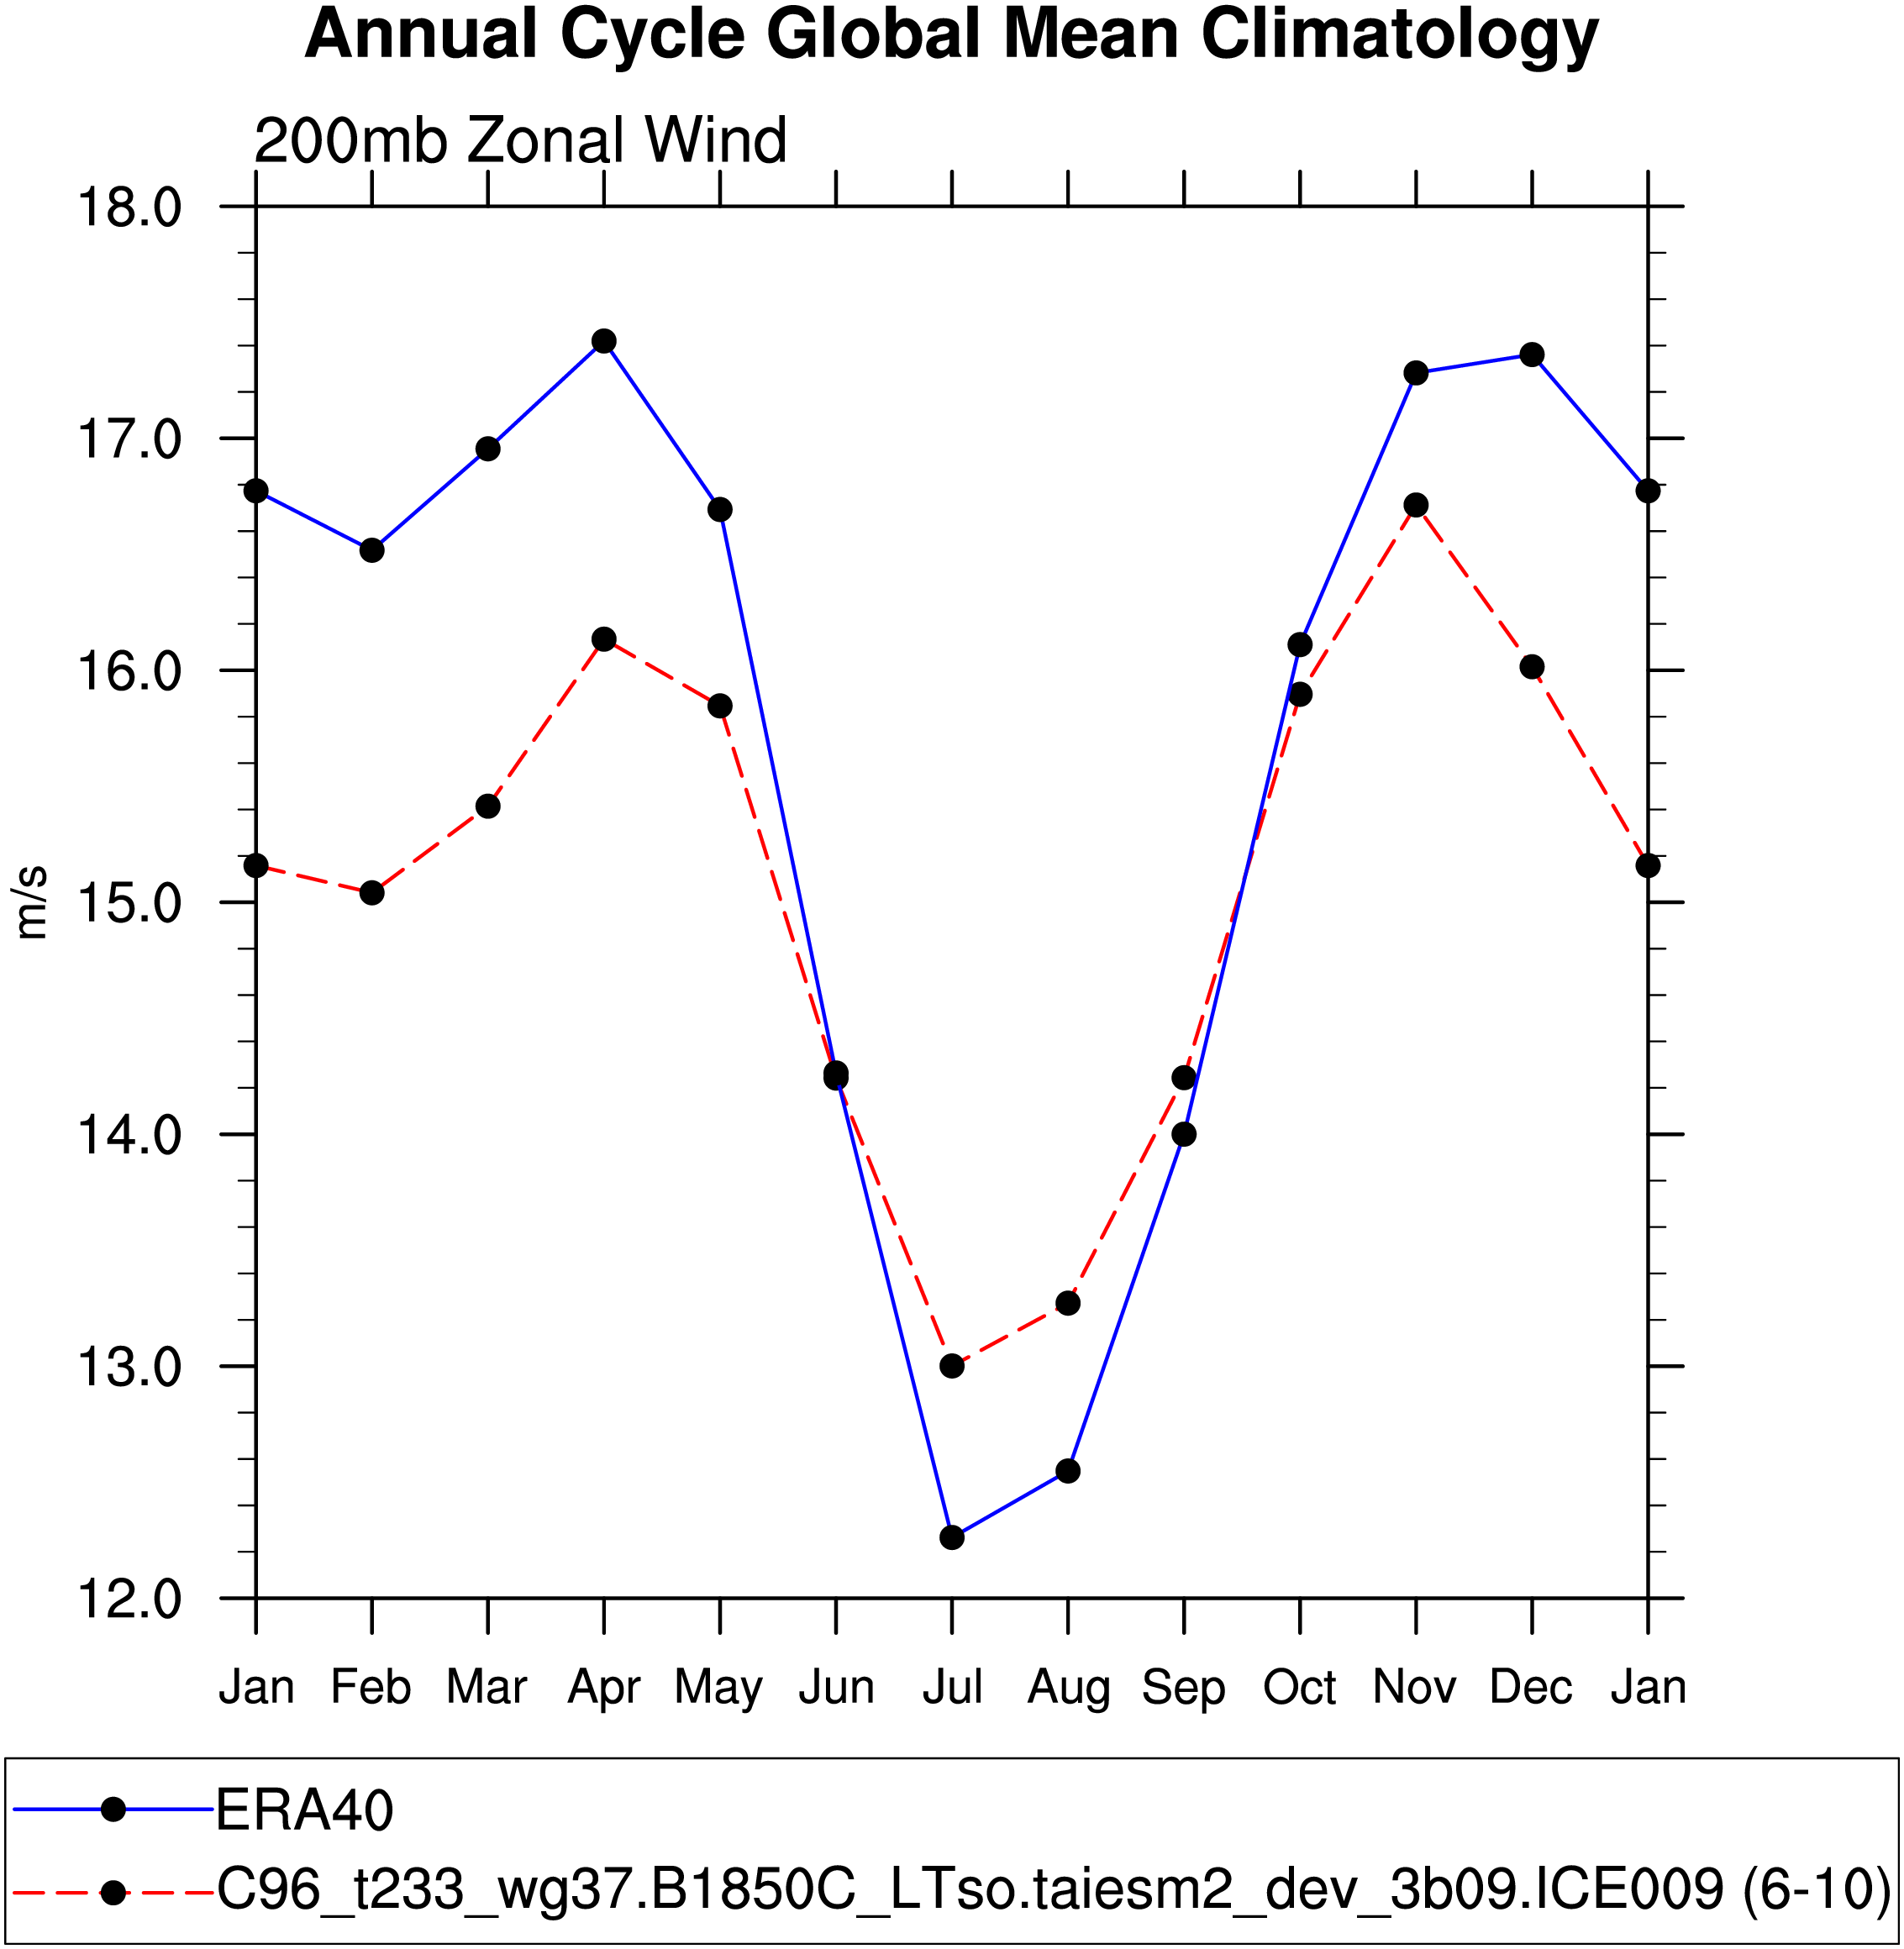 Annual Cycle Global Mean Climatology
200mb Zonal Wind
18.0
17.0
16.0
15.0
14.0
13.0
12.0
m/s
Jan Feb Mar Apr May Jun Jul Aug Sep Oct Nov Dec Jan
ERA40
C96_t233_wg37.B1850C_LTso.taiesm2_dev_3b09.ICE009 (6-10)